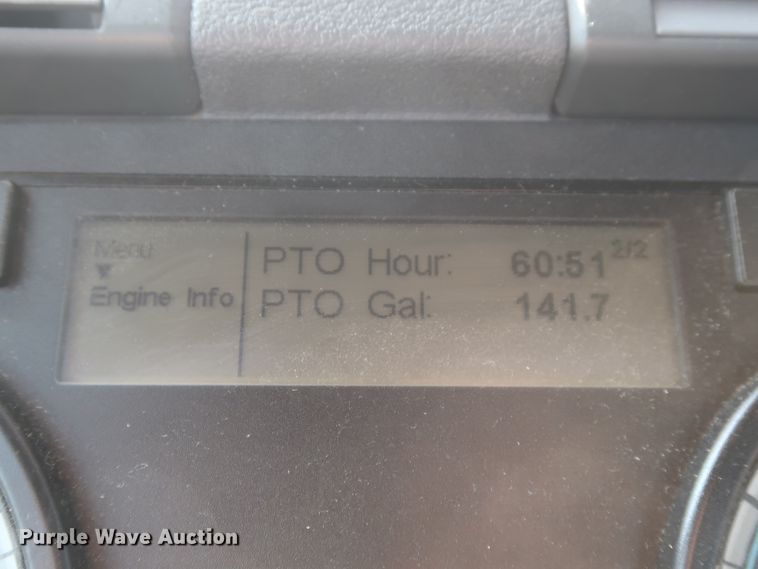 Menu
Engine Info
PTO Hour: 60:51 2/2
PTO Gal: 141.7
Purple Wave Auction